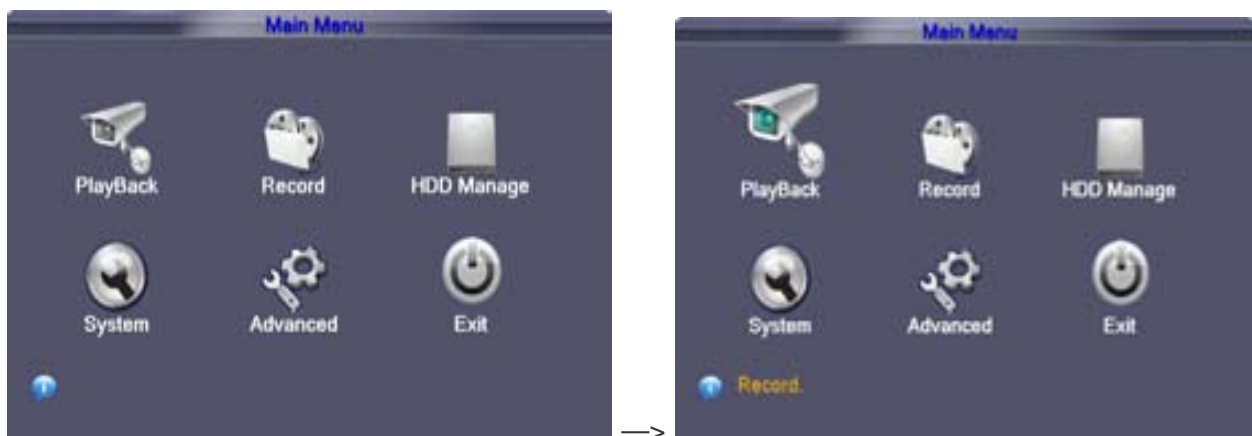 Main Menu
PlayBack Record HDD Manage
System Advanced Exit
—>
Main Menu
PlayBack Record HDD Manage
System Advanced Exit
Record.